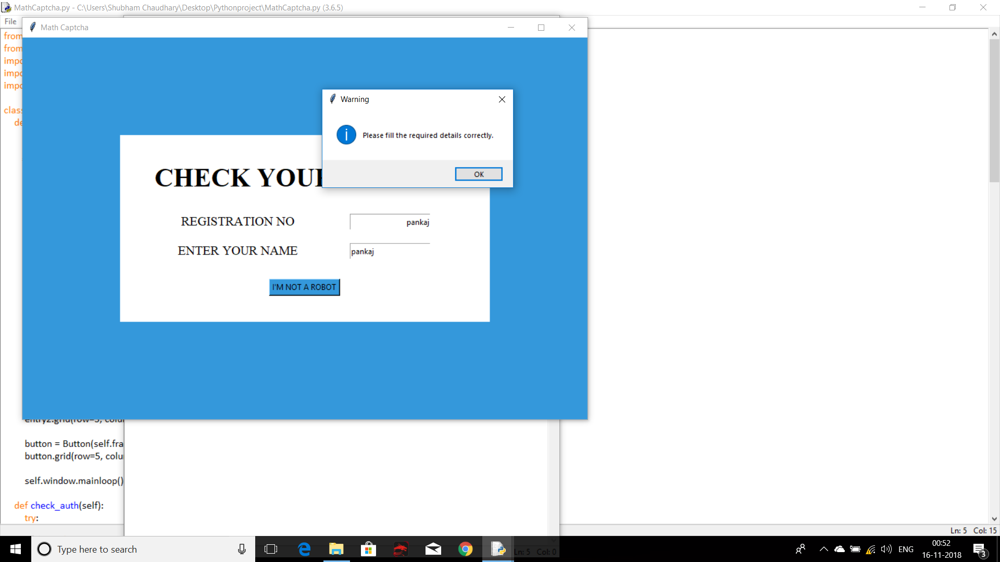 MathCaptcha.py - C:\Users\Shubham Chaudhary\Desktop\Pythonproject\MathCaptcha.py (3.6.5)
File
Math Captcha
from
from
impo
impo
impo
class
de
Warning
Please fill the required details correctly.
OK
CHECK YOUR
REGISTRATION NO
pankaj
ENTER YOUR NAME
pankaj
I'M NOT A ROBOT
entry2.grid(row=3, colu
button = Button(self.fra
button.grid(row=5, colu
self.window.mainloop()
def check_auth(self):
try:
Ln: 5 Col: 15
Ln: 5 Col: 0
Type here to search
ENG
00:52
16-11-2018
3